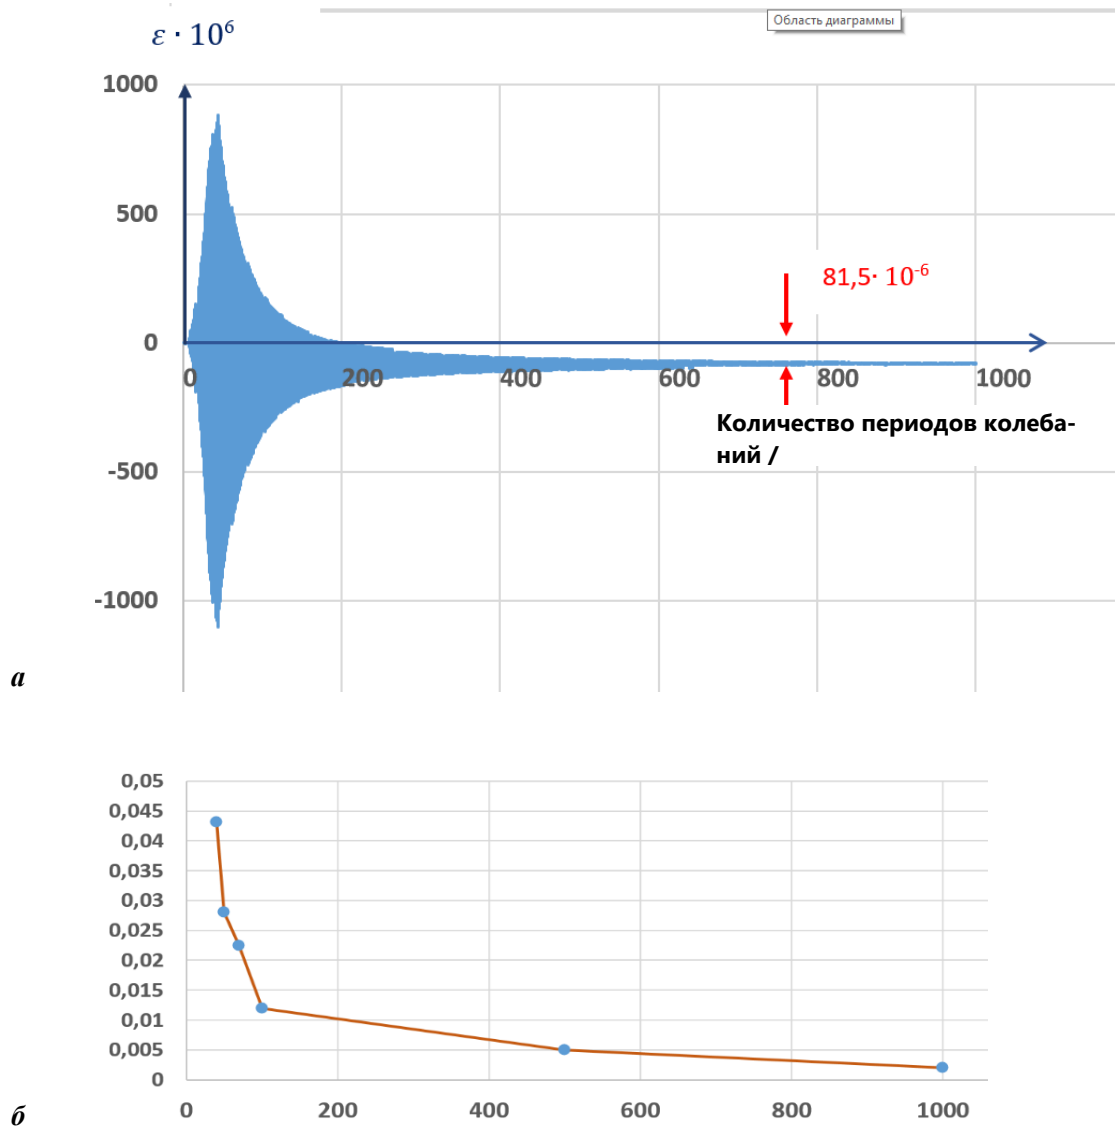 Область диаграммы
ε · 10⁶
1000
500
0
81,5· 10⁻⁶
0 200 400 600 800 1000
Количество периодов колеба-
ний /
-500
-1000
а
0,05
0,045
0,04
0,035
0,03
0,025
0,02
0,015
0,01
0,005
0
0 200 400 600 800 1000
б